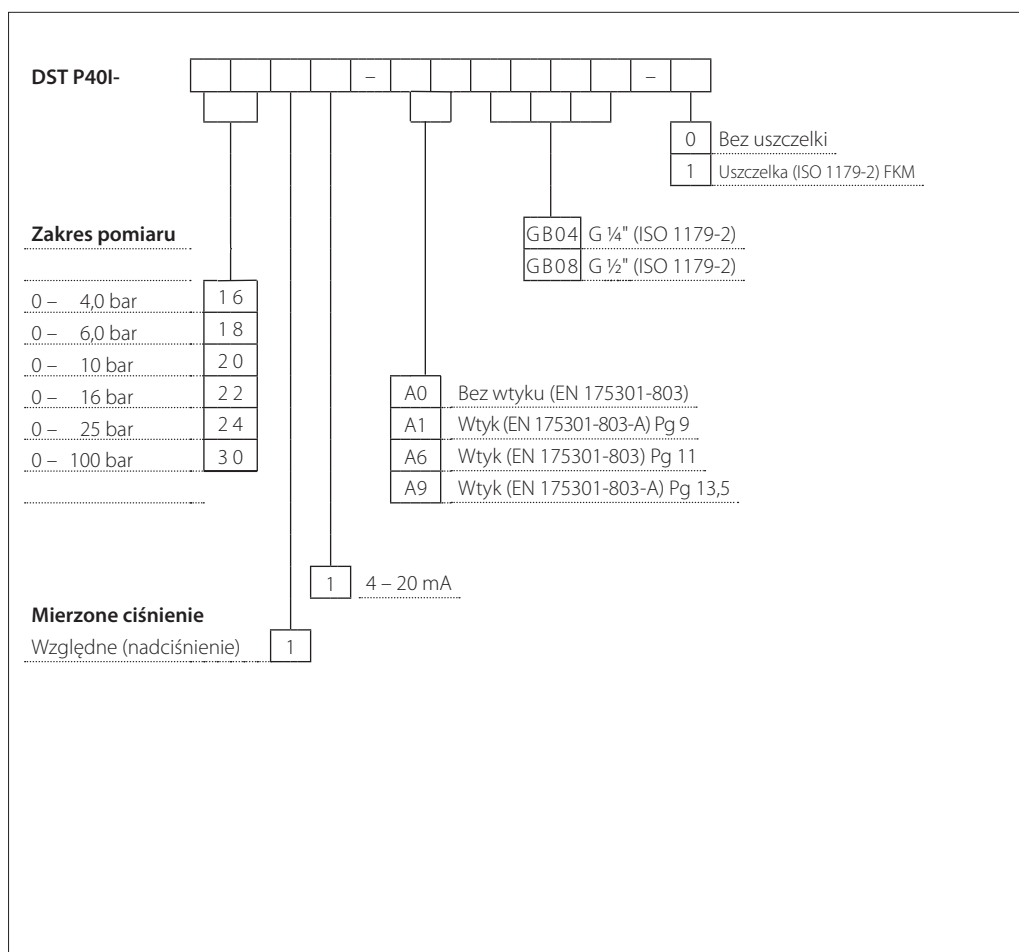 DST P40I- – –
0 Bez uszczelki
1 Uszczelka (ISO 1179-2) FKM
Zakres pomiaru
GB04 G ¼" (ISO 1179-2)
GB08 G ½" (ISO 1179-2)
0 – 4,0 bar 16
0 – 6,0 bar 18
0 – 10 bar 20
0 – 16 bar 22
0 – 25 bar 24
0 – 100 bar 30
A0 Bez wtyku (EN 175301-803)
A1 Wtyk (EN 175301-803-A) Pg 9
A6 Wtyk (EN 175301-803) Pg 11
A9 Wtyk (EN 175301-803-A) Pg 13,5
1 4 – 20 mA
Mierzone ciśnienie
Względne (nadciśnienie) 1